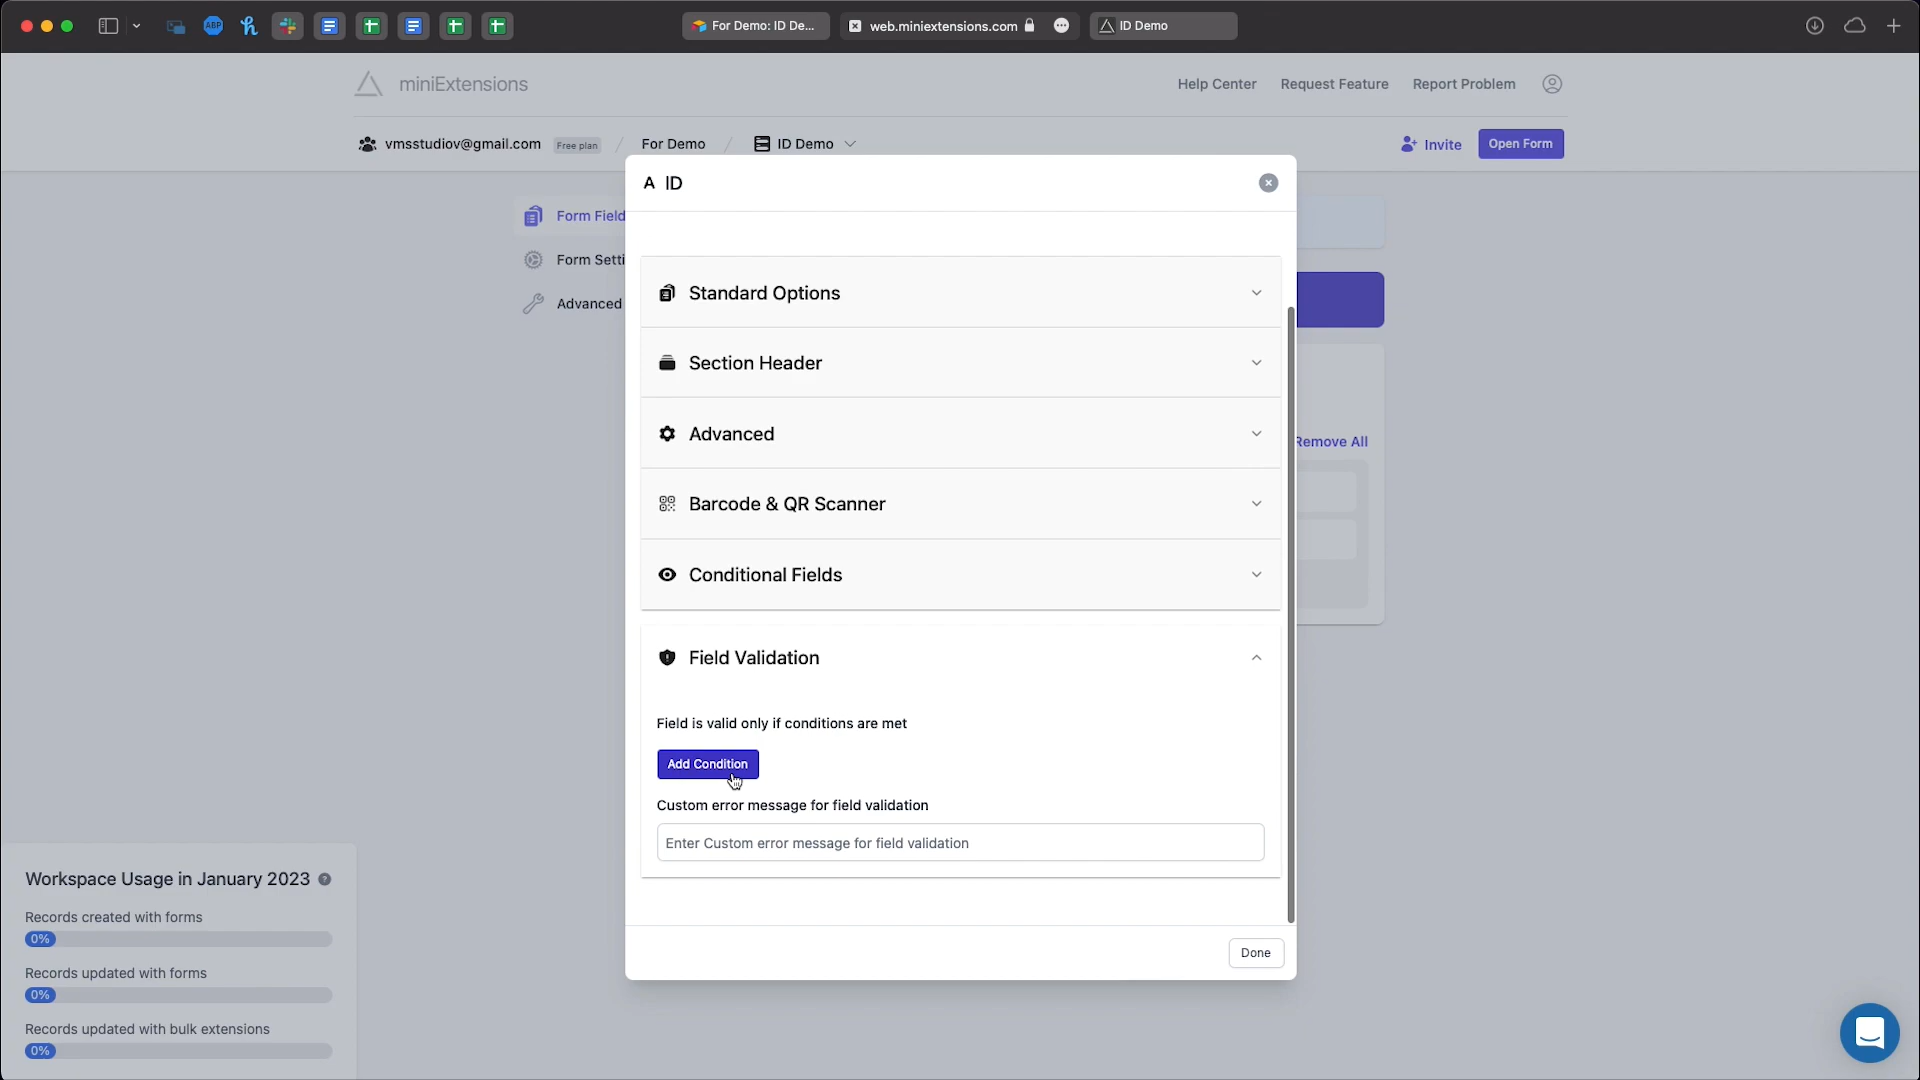 For Demo: ID De...
web.miniextensions.com
ID Demo
ABP
miniExtensions
Help Center
Request Feature
Report Problem
vmsstudiov@gmail.com
Free plan
/
For Demo
/
ID Demo
Invite
Open Form
A ID
Form Field
Form Setti
Advanced
Standard Options
Section Header
Advanced
Remove All
Barcode & QR Scanner
Conditional Fields
Field Validation
Field is valid only if conditions are met
Add Condition
Custom error message for field validation
Enter Custom error message for field validation
Done
Workspace Usage in January 2023
Records created with forms
0%
Records updated with forms
0%
Records updated with bulk extensions
0%